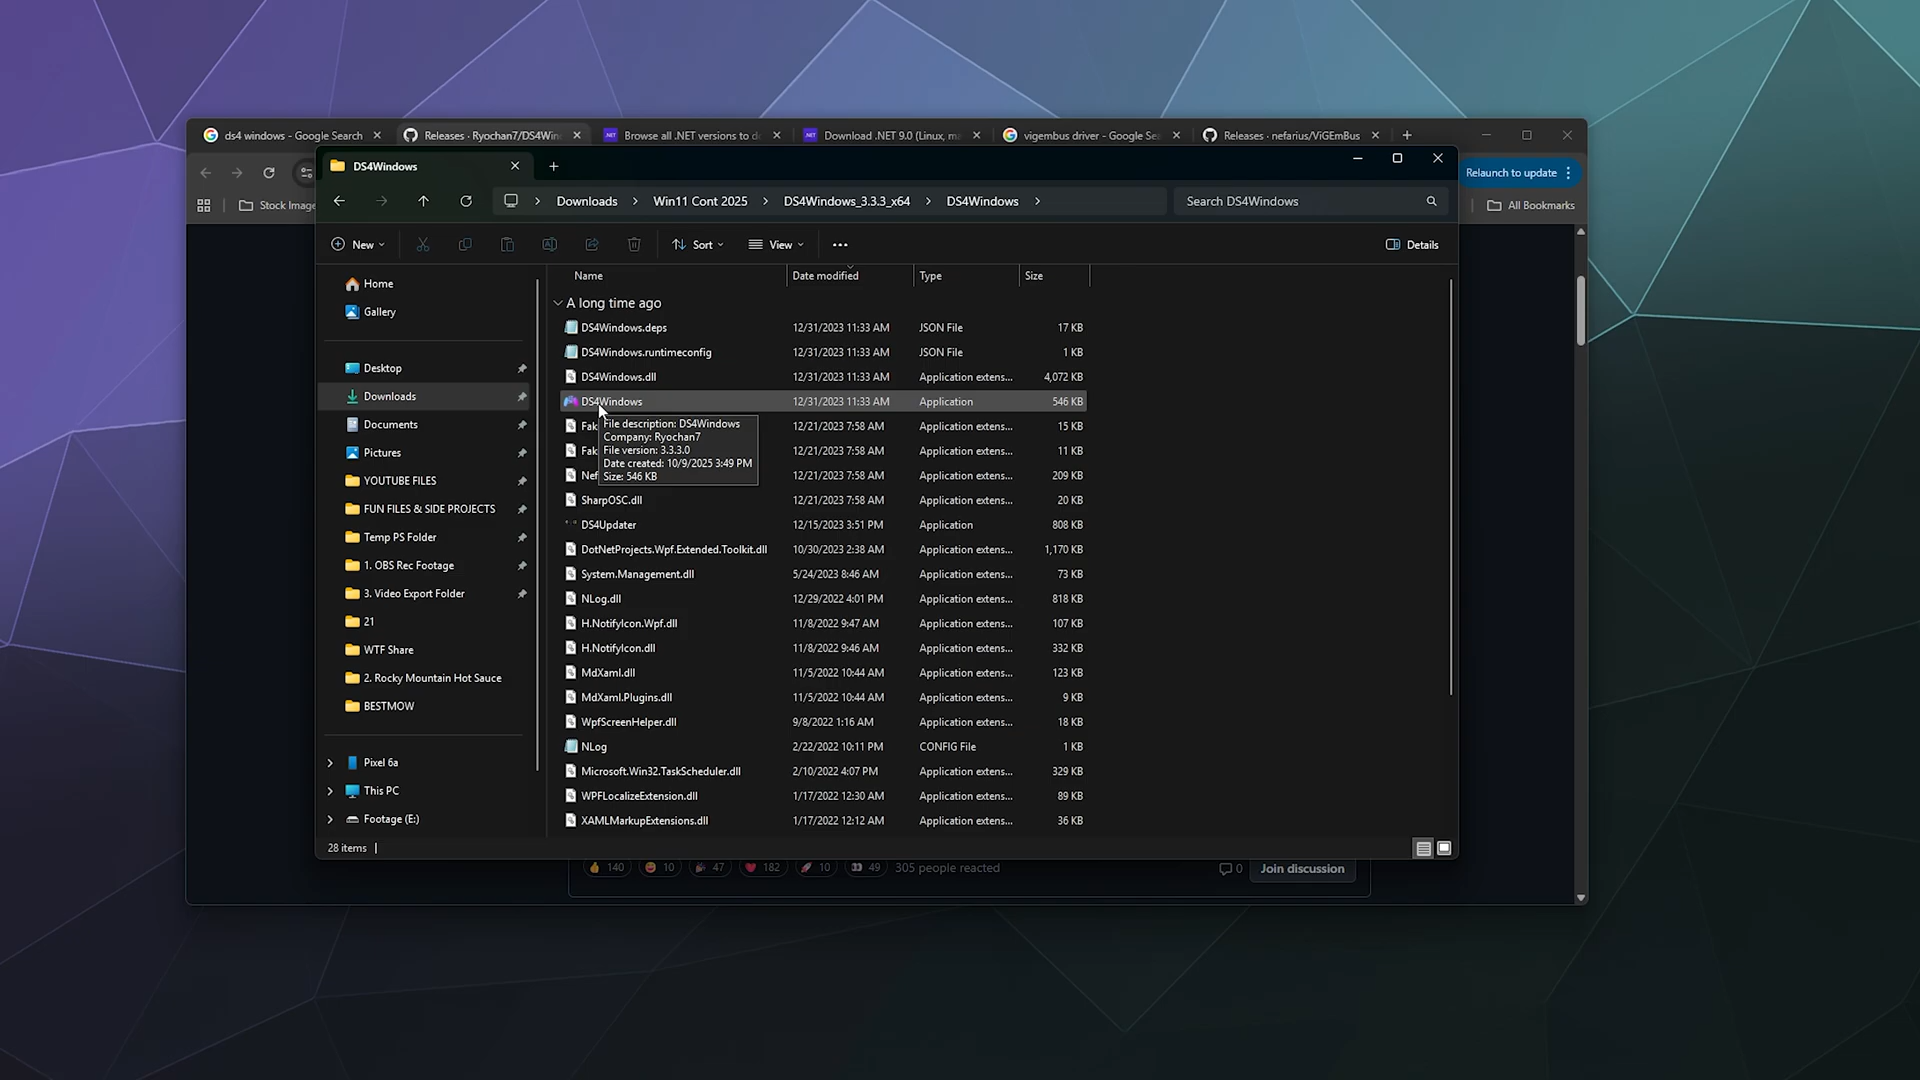 ds4 windows - Google Search
Releases · Ryochan7/DS4Win
Browse all .NET versions to d
Download .NET 9.0 (Linux, ma
vigembus driver - Google Se
Releases · nefarius/ViGEmBus
DS4Windows
Relaunch to update
Downloads
Win11 Cont 2025
DS4Windows_3.3.3_x64
DS4Windows
Search DS4Windows
Stock Image
All Bookmarks
New
Sort
View
Details
Name
Date modified
Type
Size
Home
Gallery
Desktop
Downloads
Documents
Pictures
YOUTUBE FILES
FUN FILES & SIDE PROJECTS
Temp PS Folder
1. OBS Rec Footage
3. Video Export Folder
21
WTF Share
2. Rocky Mountain Hot Sauce
BESTMOW
Pixel 6a
This PC
Footage (E:)
A long time ago
DS4Windows.deps 12/31/2023 11:33 AM JSON File 17 KB
DS4Windows.runtimeconfig 12/31/2023 11:33 AM JSON File 1 KB
DS4Windows.dll 12/31/2023 11:33 AM Application extens... 4,072 KB
DS4Windows 12/31/2023 11:33 AM Application 546 KB
Fak 12/21/2023 7:58 AM Application extens... 15 KB
Fak 12/21/2023 7:58 AM Application extens... 11 KB
Nef 12/21/2023 7:58 AM Application extens... 209 KB
File description: DS4Windows
Company: Ryochan7
File version: 3.3.3.0
Date created: 10/9/2025 3:49 PM
Size: 546 KB
SharpOSC.dll 12/21/2023 7:58 AM Application extens... 20 KB
DS4Updater 12/15/2023 3:51 PM Application 808 KB
DotNetProjects.Wpf.Extended.Toolkit.dll 10/30/2023 2:38 AM Application extens... 1,170 KB
System.Management.dll 5/24/2023 8:46 AM Application extens... 73 KB
NLog.dll 12/29/2022 4:01 PM Application extens... 818 KB
H.NotifyIcon.Wpf.dll 11/8/2022 9:47 AM Application extens... 107 KB
H.NotifyIcon.dll 11/8/2022 9:46 AM Application extens... 332 KB
MdXaml.dll 11/5/2022 10:44 AM Application extens... 123 KB
MdXaml.Plugins.dll 11/5/2022 10:44 AM Application extens... 9 KB
WpfScreenHelper.dll 9/8/2022 1:16 AM Application extens... 18 KB
NLog 2/22/2022 10:11 PM CONFIG File 1 KB
Microsoft.Win32.TaskScheduler.dll 2/10/2022 4:07 PM Application extens... 329 KB
WPFLocalizeExtension.dll 1/17/2022 12:30 AM Application extens... 89 KB
XAMLMarkupExtensions.dll 1/17/2022 12:12 AM Application extens... 36 KB
28 items
140 10 47 182 10 49 305 people reacted
0
Join discussion